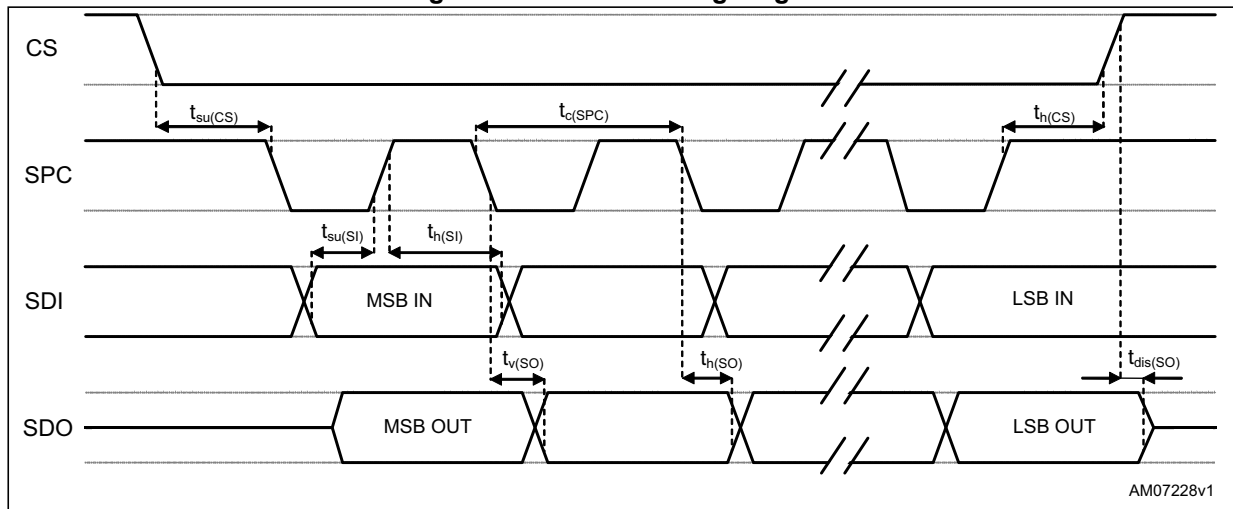 CS
t_su(CS)
t_c(SPC)
t_h(CS)
SPC
t_su(SI)
t_h(SI)
SDI
MSB IN
LSB IN
t_v(SO)
t_h(SO)
t_dis(SO)
SDO
MSB OUT
LSB OUT
AM07228v1